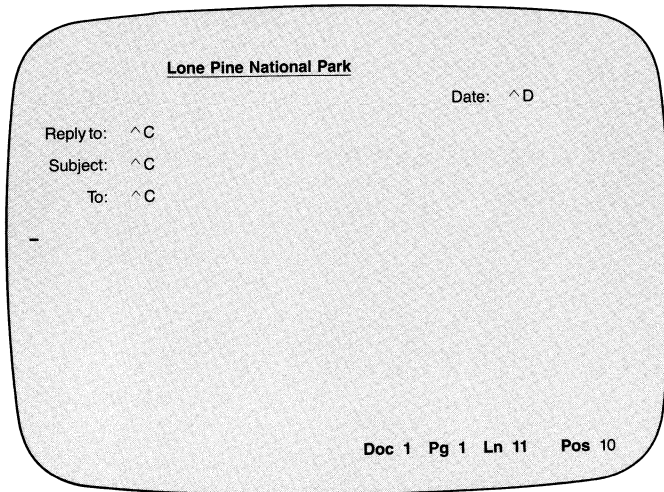 Lone Pine National Park
Date: ^D
Reply to: ^C
Subject: ^C
To: ^C
Doc 1 Pg 1 Ln 11 Pos 10